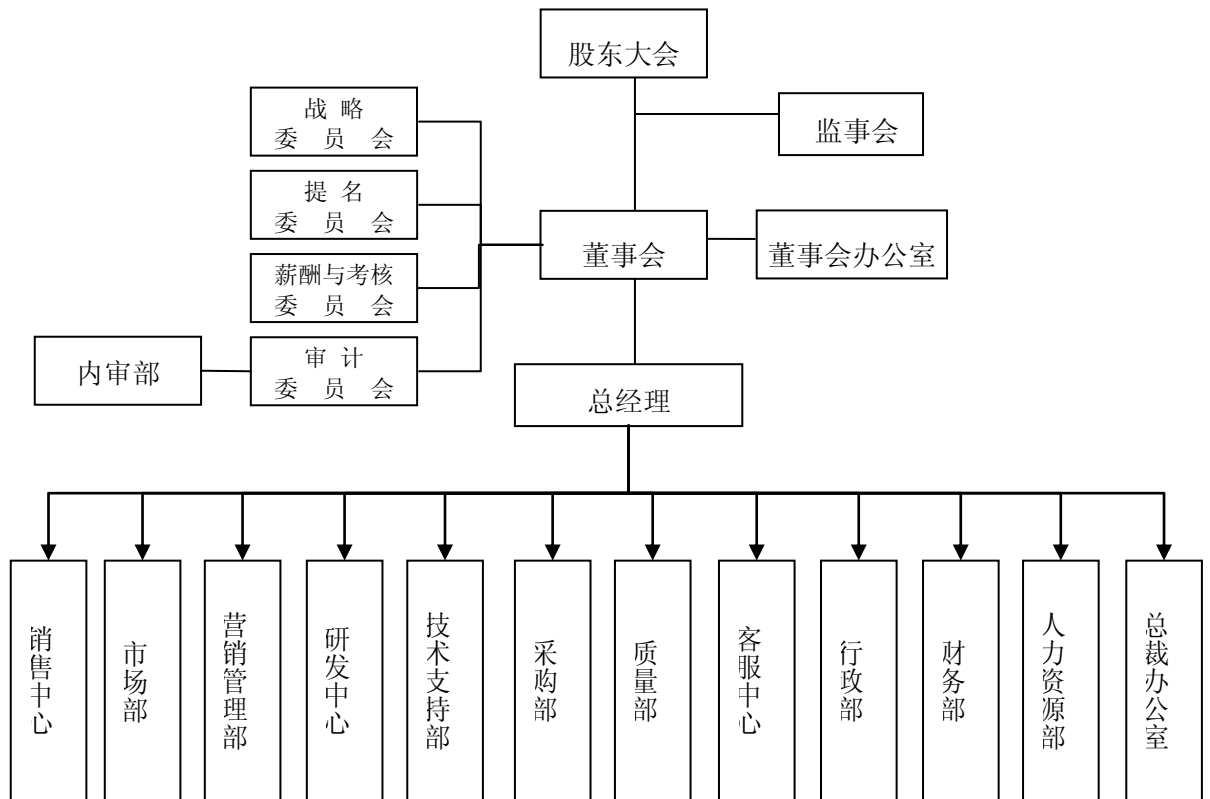 股东大会
监事会
战 略
委 员 会
提 名
委 员 会
薪酬与考核
委 员 会
审 计
委 员 会
内审部
董事会
董事会办公室
总经理
销售中心
市场部
营销管理部
研发中心
技术支持部
采购部
质量部
客服中心
行政部
财务部
人力资源部
总裁办公室